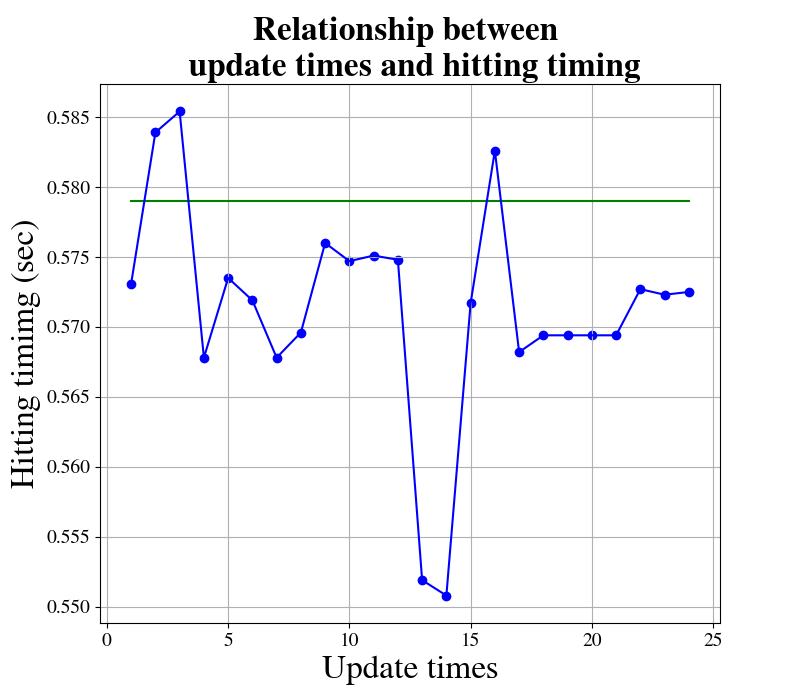 Relationship between
update times and hitting timing
Hitting timimg (sec)
0.585
0.580
0.575
0.570
0.565
0.560
0.555
0.550
0 5 10 15 20 25
Update times